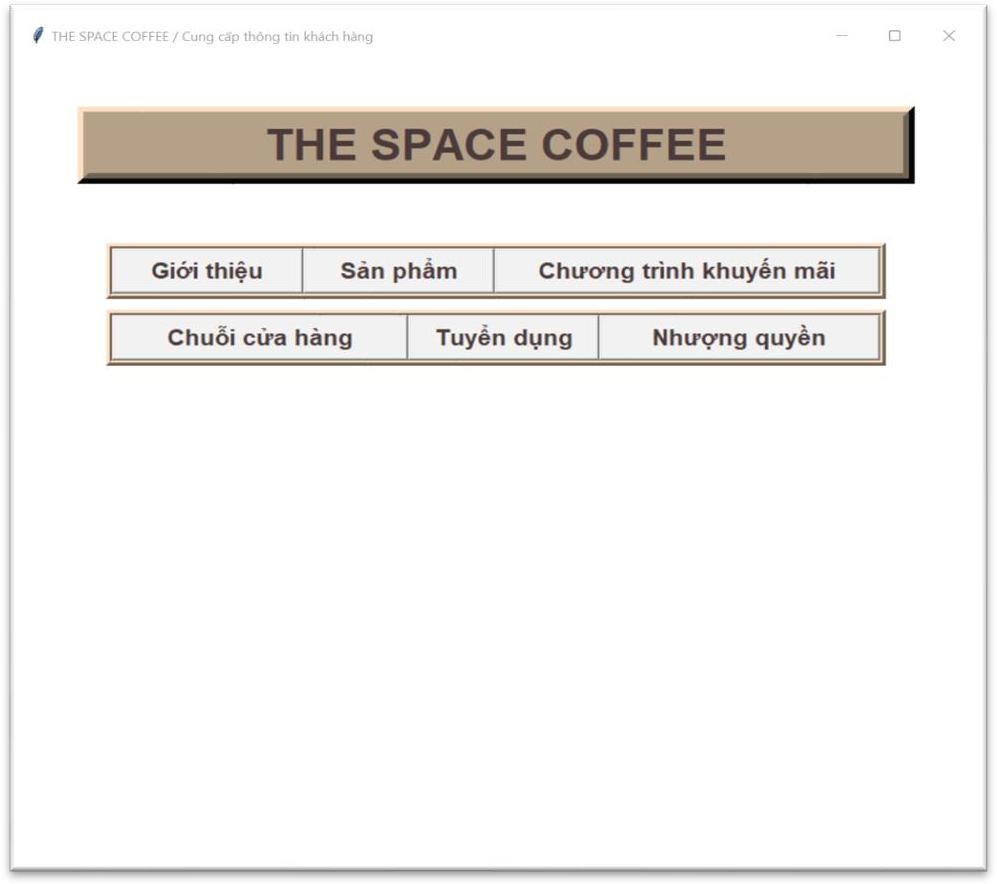 THE SPACE COFFEE / Cung cấp thông tin khách hàng
THE SPACE COFFEE
Giới thiệu Sản phẩm Chương trình khuyến mãi
Chuỗi cửa hàng Tuyển dụng Nhượng quyền